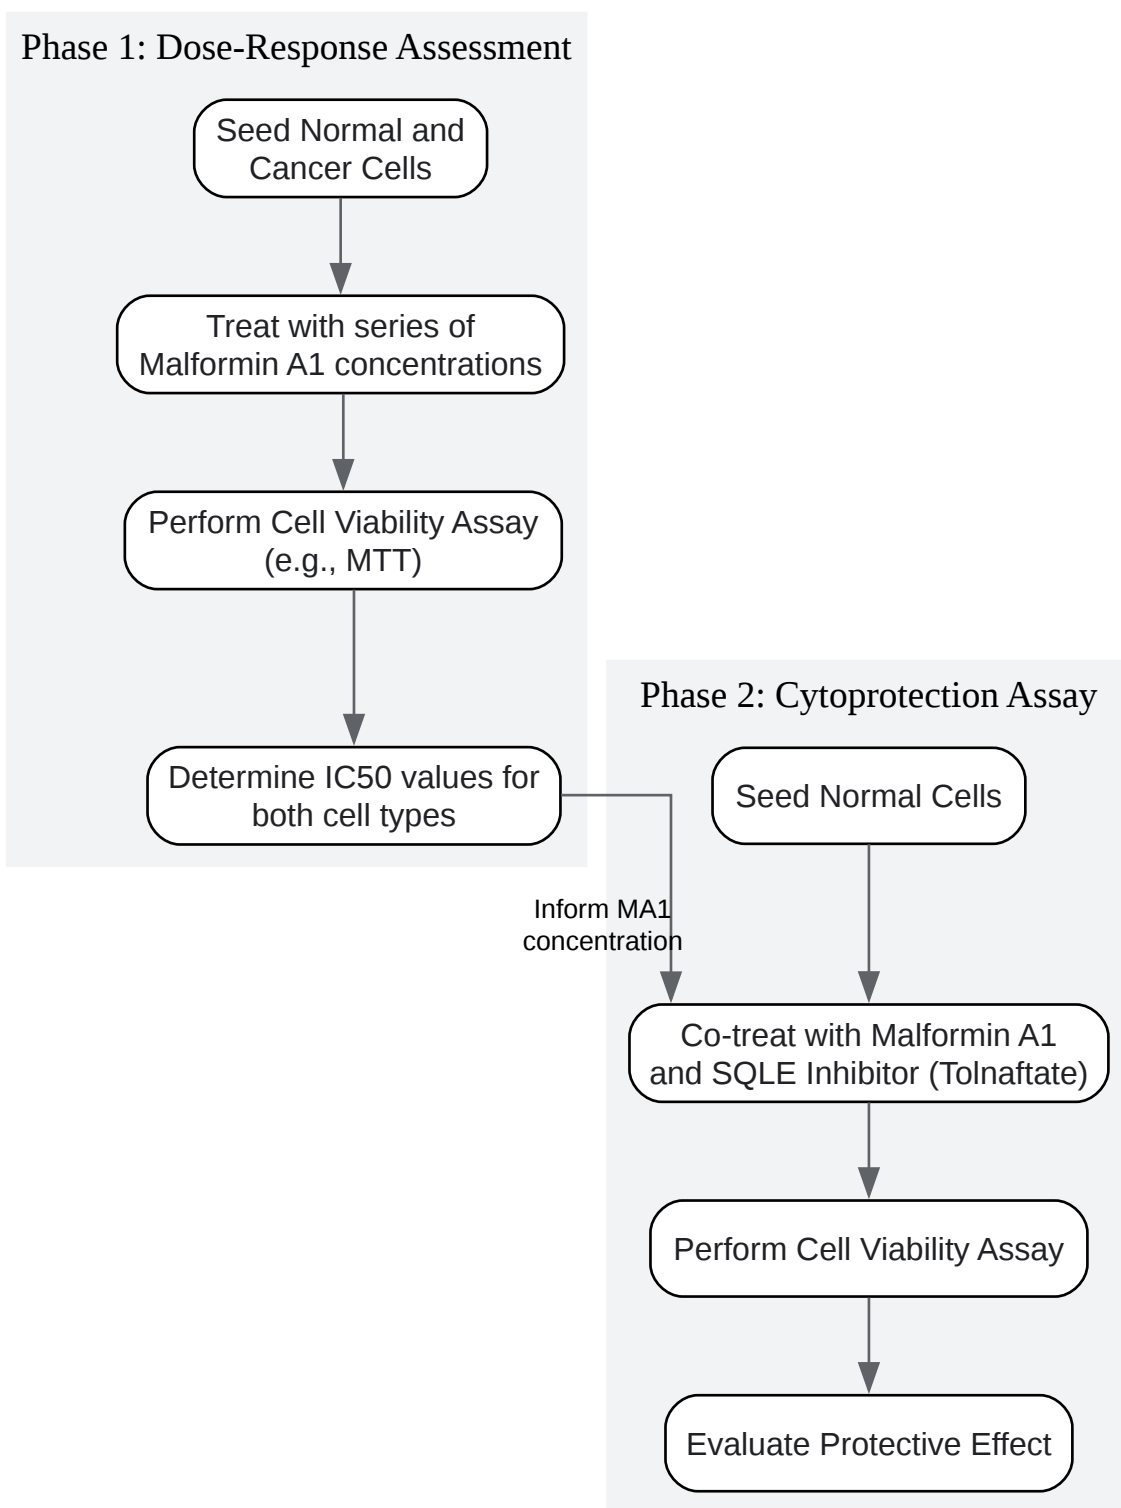 Phase 1: Dose-Response Assessment
Seed Normal and
Cancer Cells
Treat with series of
Malformin A1 concentrations
Perform Cell Viability Assay
(e.g., MTT)
Determine IC50 values for
both cell types
Inform MA1
concentration
Phase 2: Cytoprotection Assay
Seed Normal Cells
Co-treat with Malformin A1
and SQLE Inhibitor (Tolnaftate)
Perform Cell Viability Assay
Evaluate Protective Effect